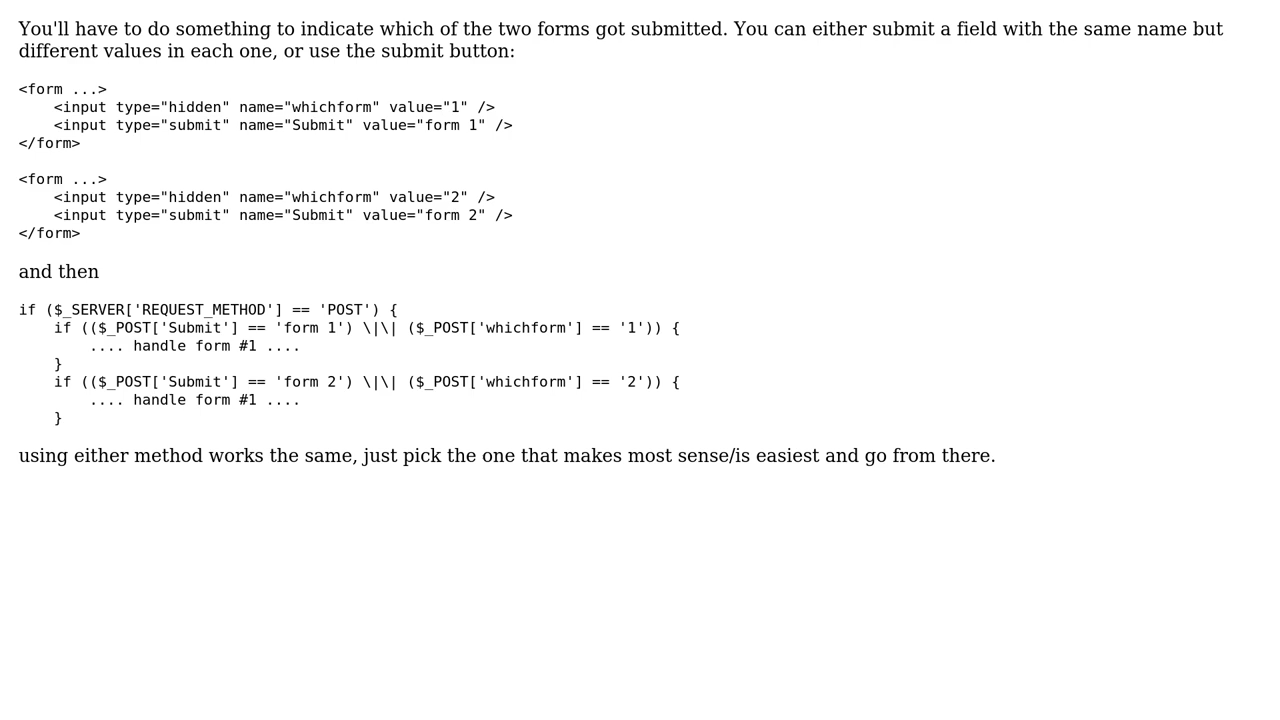 You'll have to do something to indicate which of the two forms got submitted. You can either submit a field with the same name but
different values in each one, or use the submit button:
<form ...>
    <input type="hidden" name="whichform" value="1" />
    <input type="submit" name="Submit" value="form 1" />
</form>
<form ...>
    <input type="hidden" name="whichform" value="2" />
    <input type="submit" name="Submit" value="form 2" />
</form>
and then
if ($_SERVER['REQUEST_METHOD'] == 'POST') {
    if (($_POST['Submit'] == 'form 1') \|\| ($_POST['whichform'] == '1')) {
        .... handle form #1 ....
    }
    if (($_POST['Submit'] == 'form 2') \|\| ($_POST['whichform'] == '2')) {
        .... handle form #1 ....
    }
using either method works the same, just pick the one that makes most sense/is easiest and go from there.